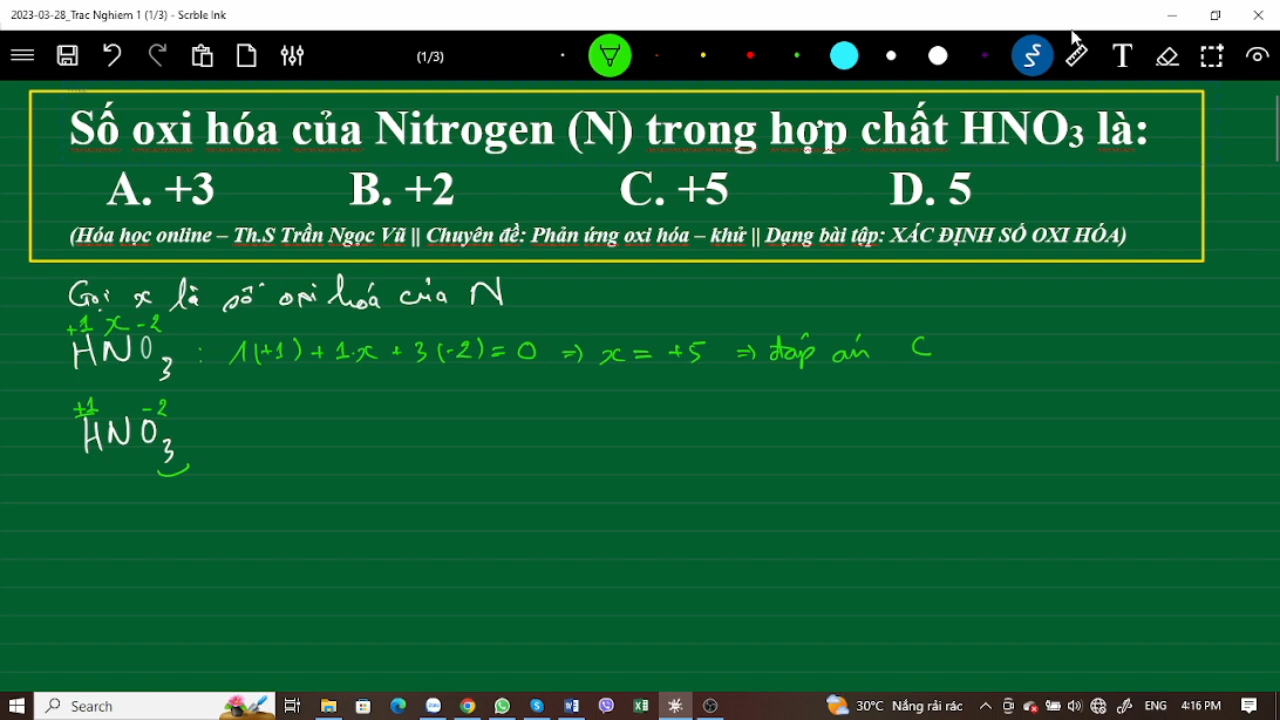 2023-03-28_Trac Nghiem 1 (1/3) - Scrble Ink
(1/3)
T
Số oxi hóa của Nitrogen (N) trong hợp chất HNO₃ là:
A. +3 B. +2 C. +5 D. 5
(Hóa học online – Th.S Trần Ngọc Vũ || Chuyên đề: Phản ứng oxi hóa – khử || Dạng bài tập: XÁC ĐỊNH SỐ OXI HÓA)
Gọi x là số oxi hóa của N
+1 x -2
HNO₃ : 1(+1) + 1.x + 3(-2) = 0 => x = +5 => đáp án C
+1 -2
HNO₃
Search 30°C Nắng rải rác ENG 4:16 PM